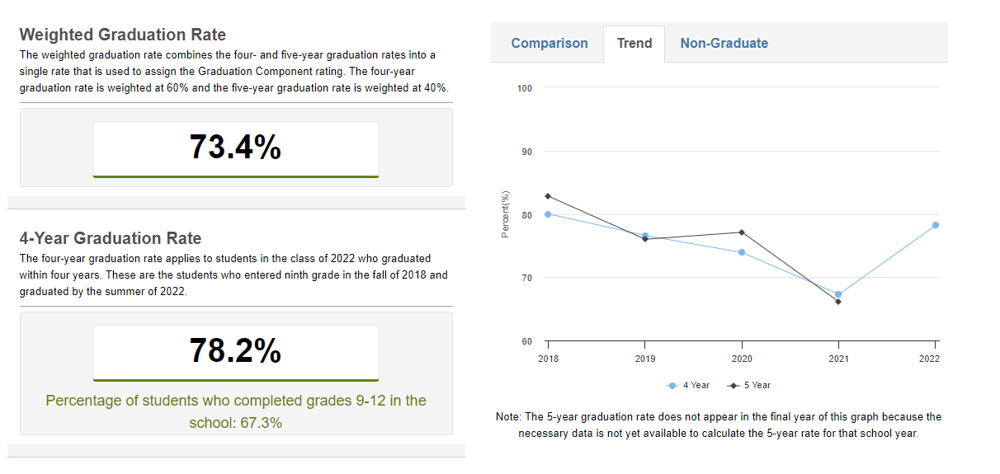 Weighted Graduation Rate
The weighted graduation rate combines the four- and five-year graduation rates into a
single rate that is used to assign the Graduation Component rating. The four-year
graduation rate is weighted at 60% and the five-year graduation rate is weighted at 40%.
73.4%
4-Year Graduation Rate
The four-year graduation rate applies to students in the class of 2022 who graduated
within four years. These are the students who entered ninth grade in the fall of 2018 and
graduated by the summer of 2022.
78.2%
Percentage of students who completed grades 9-12 in the
school: 67.3%
Comparison Trend Non-Graduate
100
90
80
70
60
Percent(%)
2018 2019 2020 2021 2022
4 Year 5 Year
Note: The 5-year graduation rate does not appear in the final year of this graph because the
necessary data is not yet available to calculate the 5-year rate for that school year.